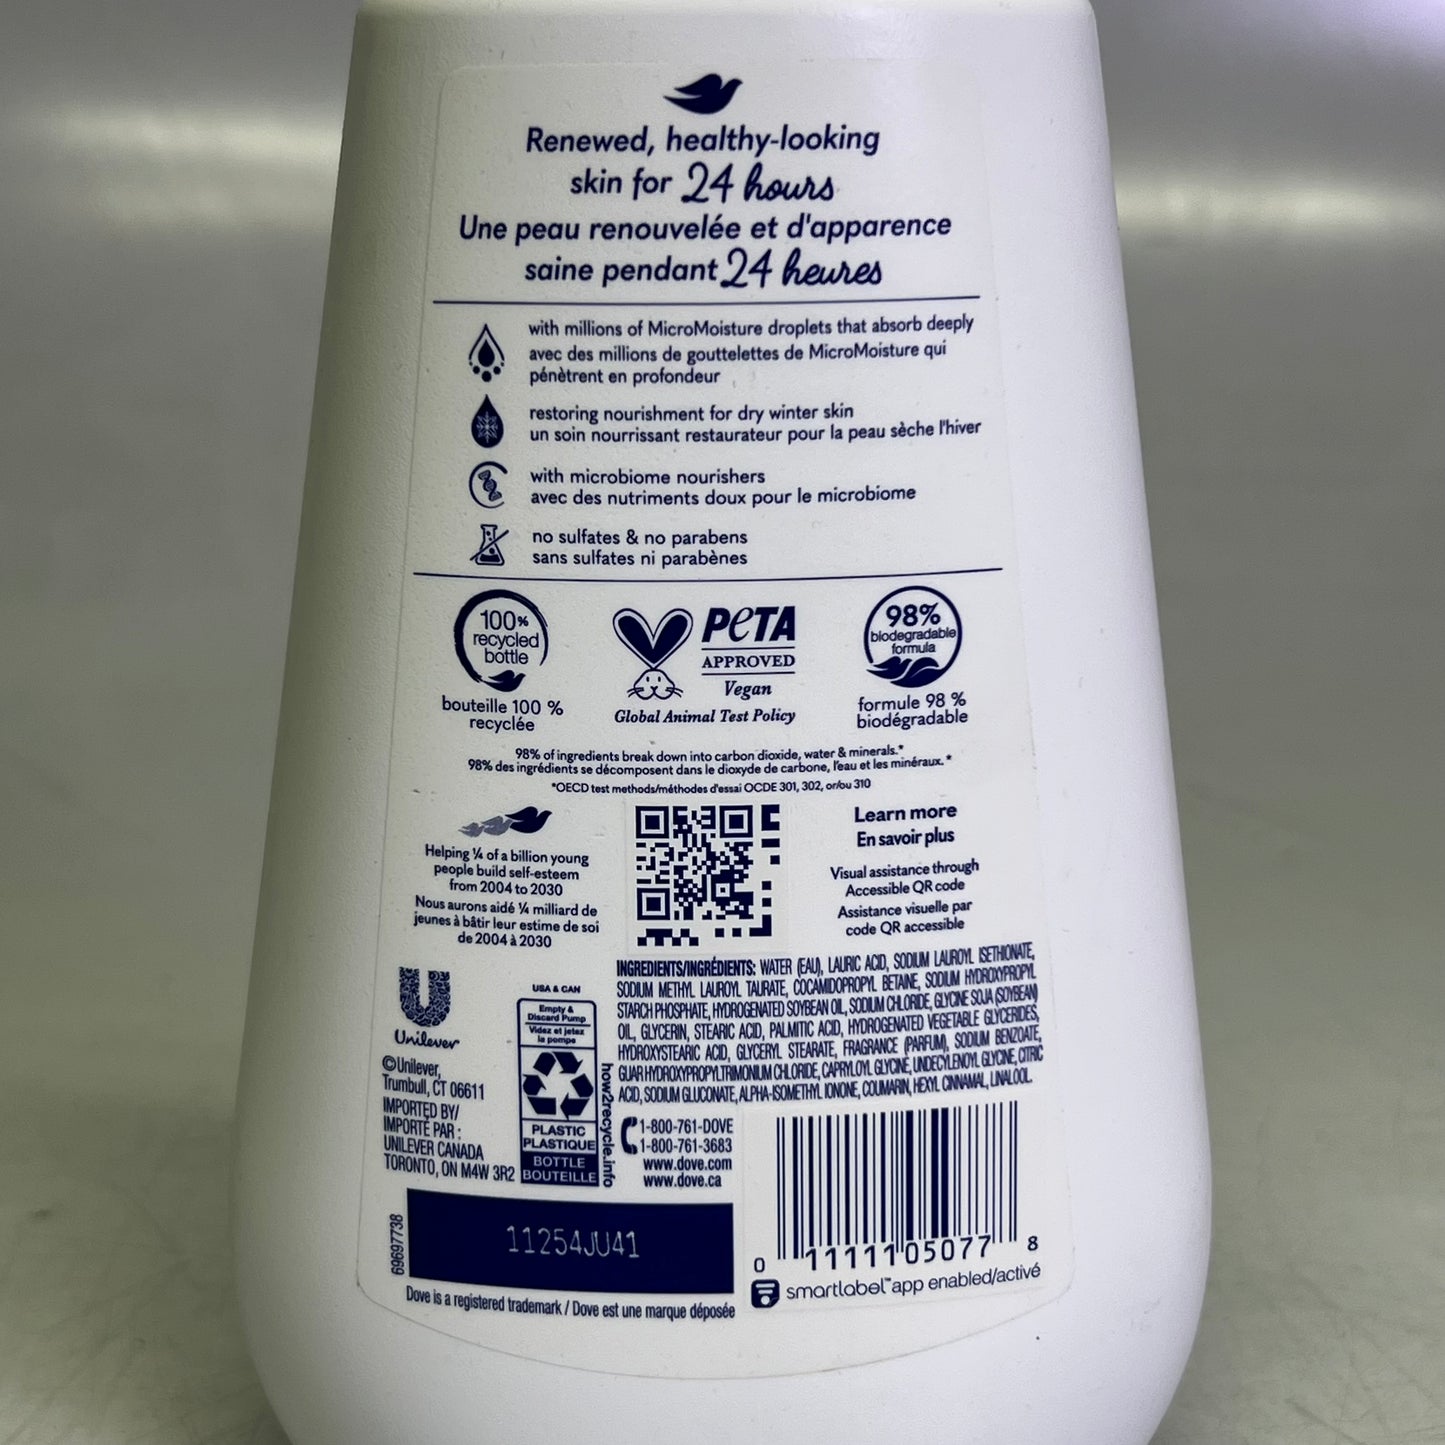 Renewed, healthy-looking
skin for 24 hours
Une peau renouvelée et d'apparence
saine pendant 24 heures
with millions of MicroMoisture droplets that absorb deeply
avec des millions de gouttelettes de MicroMoisture qui
pénètrent en profondeur
restoring nourishment for dry winter skin
un soin nourrissant restaurateur pour la peau sèche l'hiver
with microbiome nourishers
avec des nutriments doux pour le microbiome
no sulfates & no parabens
sans sulfates ni parabènes
100%
recycled
bottle
bouteille 100 %
recyclée
PETA
APPROVED
Vegan
Global Animal Test Policy
98%
biodegradable
formula
formule 98 %
biodégradable
98% of ingredients break down into carbon dioxide, water & minerals.*
98% des ingrédients se décomposent dans le dioxyde de carbone, l'eau et les minéraux. *
*OECD test methods/méthodes d'essai OCDE 301, 302, or/ou 310
Helping ¼ of a billion young
people build self-esteem
from 2004 to 2030
Nous aurons aidé ¼ milliard de
jeunes à bâtir leur estime de soi
de 2004 à 2030
Learn more
En savoir plus
Visual assistance through
Accessible QR code
Assistance visuelle par
code QR accessible
INGREDIENTS/INGRÉDIENTS: WATER (EAU), LAURIC ACID, SODIUM LAUROYL ISETHIONATE,
SODIUM METHYL LAUROYL TAURATE, COCAMIDOPROPYL BETAINE, SODIUM HYDROXYPROPYL
STARCH PHOSPHATE, HYDROGENATED SOYBEAN OIL, SODIUM CHLORIDE, GLYCINE SOJA (SOYBEAN)
OIL, GLYCERIN, STEARIC ACID, PALMITIC ACID, HYDROGENATED VEGETABLE GLYCERIDES,
HYDROXYSTEARIC ACID, GLYCERYL STEARATE, FRAGRANCE (PARFUM), SODIUM BENZOATE,
GUAR HYDROXYPROPYLTRIMONIUM CHLORIDE, CAPRYLOYL GLYCINE, UNDECYLENOYL GLYCINE, CITRIC
ACID, SODIUM GLUCONATE, ALPHA-ISOMETHYL IONONE, COUMARIN, HEXYL CINNAMAL, LINALOOL.
Unilever
©Unilever,
Trumbull, CT 06611
IMPORTED BY/
IMPORTÉ PAR :
UNILEVER CANADA
TORONTO, ON M4W 3R2
USA & CAN
Empty &
Discard Pump
Videz et jetez
la pompe
PLASTIC
PLASTIQUE
BOTTLE
BOUTEILLE
how2recycle.info
1-800-761-DOVE
1-800-761-3683
www.dove.com
www.dove.ca
69697738
11254JU41
Dove is a registered trademark / Dove est une marque déposée
0 11111 05077 8
smartlabel™ app enabled/activé